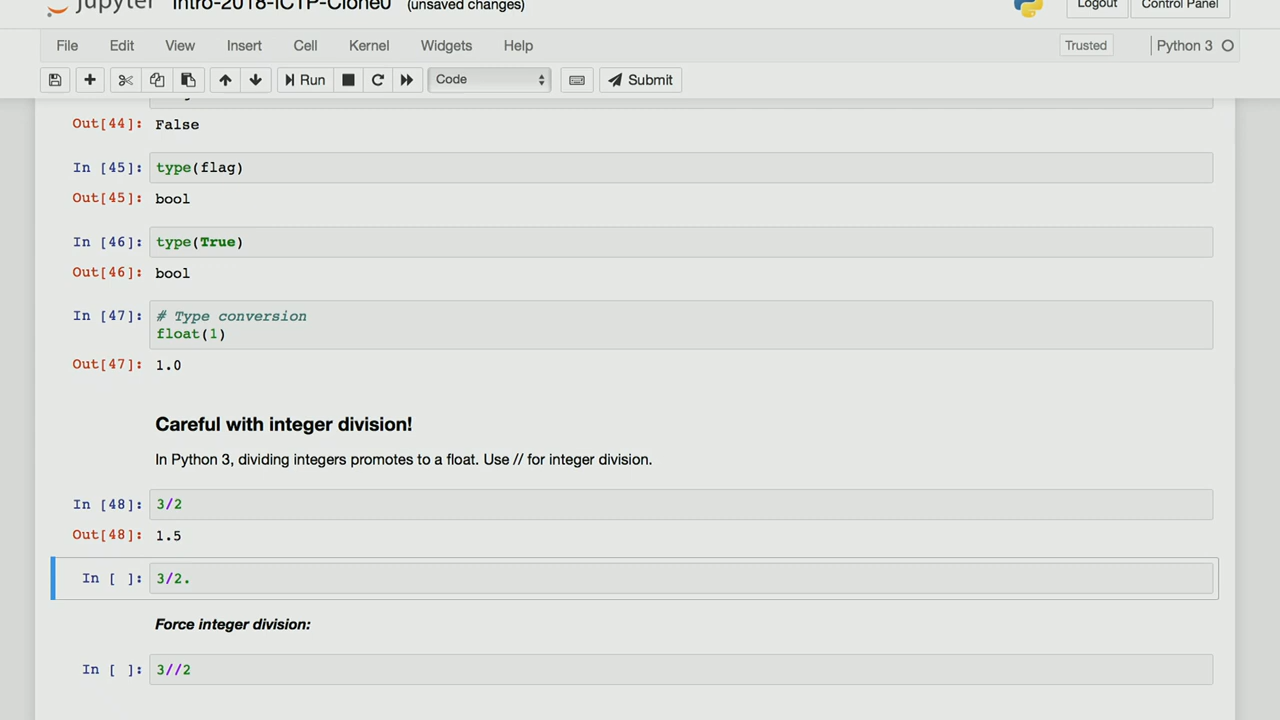 jupyter Intro-2018-ICTP-Clone0 (unsaved changes) Logout Control Panel
File Edit View Insert Cell Kernel Widgets Help Trusted Python 3
Run Code Submit
Out[44]: False
In [45]: type(flag)
Out[45]: bool
In [46]: type(True)
Out[46]: bool
In [47]: # Type conversion
float(1)
Out[47]: 1.0
Careful with integer division!
In Python 3, dividing integers promotes to a float. Use // for integer division.
In [48]: 3/2
Out[48]: 1.5
In [ ]: 3/2.
Force integer division:
In [ ]: 3//2